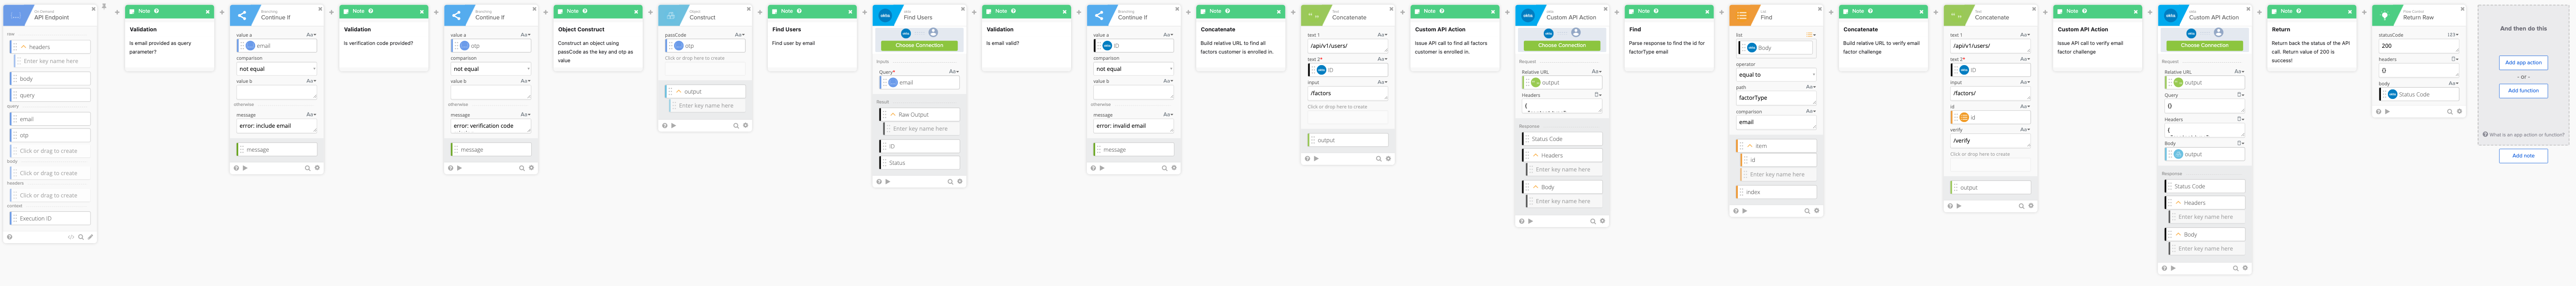 On Demand
API Endpoint
raw
headers
Enter key name here
body
query
query
email
otp
Click or drag to create
body
Click or drag to create
headers
Click or drag to create
context
Execution ID
Note
Validation
Is email provided as query
parameter?
Branching
Continue If
value a
email
comparison
not equal
value b
otherwise
message
error: include email
message
Note
Validation
Is verification code provided?
Branching
Continue If
value a
otp
comparison
not equal
value b
otherwise
message
error: verification code
message
Note
Object Construct
Construct an object using
passCode as the key and otp as
value
Object
Construct
passCode
otp
Click or drop here to create
output
Enter key name here
Note
Find Users
Find user by email
okta
Find Users
Choose Connection
Inputs
Query*
email
Result
Raw Output
Enter key name here
ID
Status
Note
Validation
Is email valid?
Branching
Continue If
value a
ID
comparison
not equal
value b
otherwise
message
error: invalid email
message
Note
Concatenate
Build relative URL to find all
factors customer is enrolled in.
Text
Concatenate
text 1
/api/v1/users/
text 2*
ID
input
/factors
Click or drop here to create
output
Note
Custom API Action
Issue API call to find all factors
customer is enrolled in.
okta
Custom API Action
Choose Connection
Request
Relative URL
output
Headers
{
Response
Status Code
Headers
Enter key name here
Body
Enter key name here
Note
Find
Parse response to find the id for
factorType email
List
Find
list
Body
operator
equal to
path
factorType
comparison
email
item
id
Enter key name here
index
Note
Concatenate
Build relative URL to verify email
factor challenge
Text
Concatenate
text 1
/api/v1/users/
text 2*
ID
input
/factors/
id
id
verify
/verify
Click or drop here to create
output
Note
Custom API Action
Issue API call to verify email
factor challenge
okta
Custom API Action
Choose Connection
Request
Relative URL
output
Query
{}
Headers
{
Body
output
Response
Status Code
Headers
Enter key name here
Body
Enter key name here
Note
Return
Return back the status of the API
call. Return value of 200 is
success!
Flow Control
Return Raw
statusCode
200
headers
{}
body
Status Code
And then do this
Add app action
- or -
Add function
What is an app action or function?
Add note